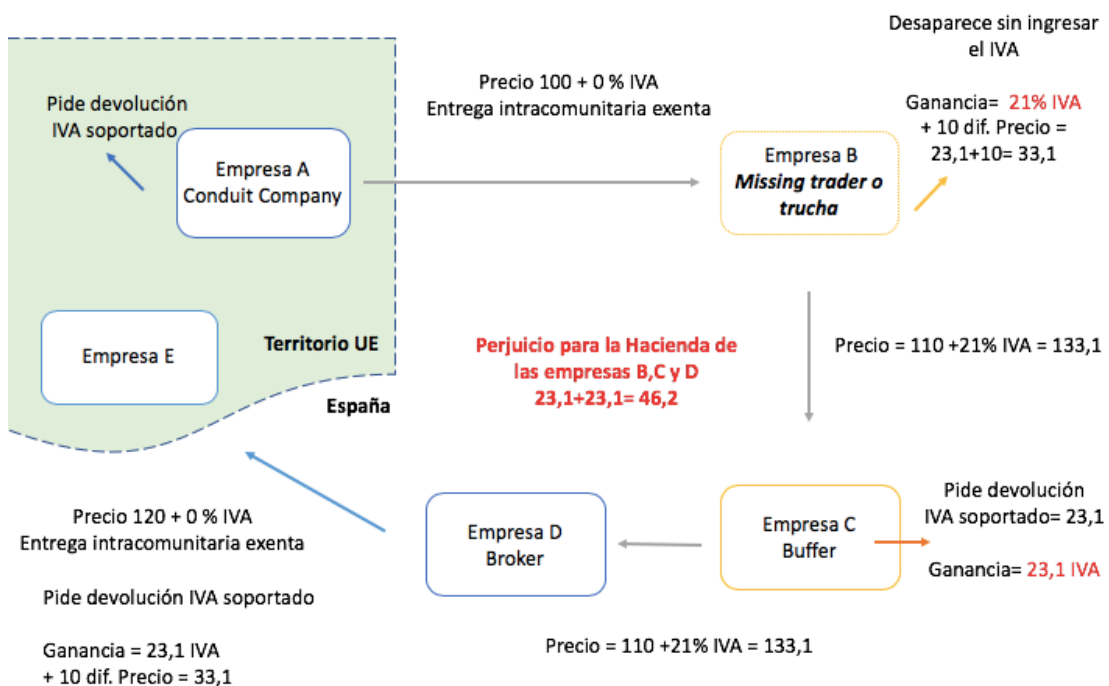 Desaparece sin ingresar
el IVA
Precio 100 + 0 % IVA
Entrega intracomunitaria exenta
Pide devolución
IVA soportado
Ganancia= 21% IVA
+ 10 dif. Precio =
23,1+10= 33,1
Empresa A
Conduit Company
Empresa B
Missing trader o
trucha
Empresa E
Territorio UE
España
Perjuicio para la Hacienda de
las empresas B,C y D
23,1+23,1= 46,2
Precio = 110 +21% IVA = 133,1
Precio 120 + 0 % IVA
Entrega intracomunitaria exenta
Pide devolución IVA soportado
Ganancia = 23,1 IVA
+ 10 dif. Precio = 33,1
Empresa D
Broker
Empresa C
Buffer
Pide devolución
IVA soportado= 23,1
Ganancia= 23,1 IVA
Precio = 110 +21% IVA = 133,1